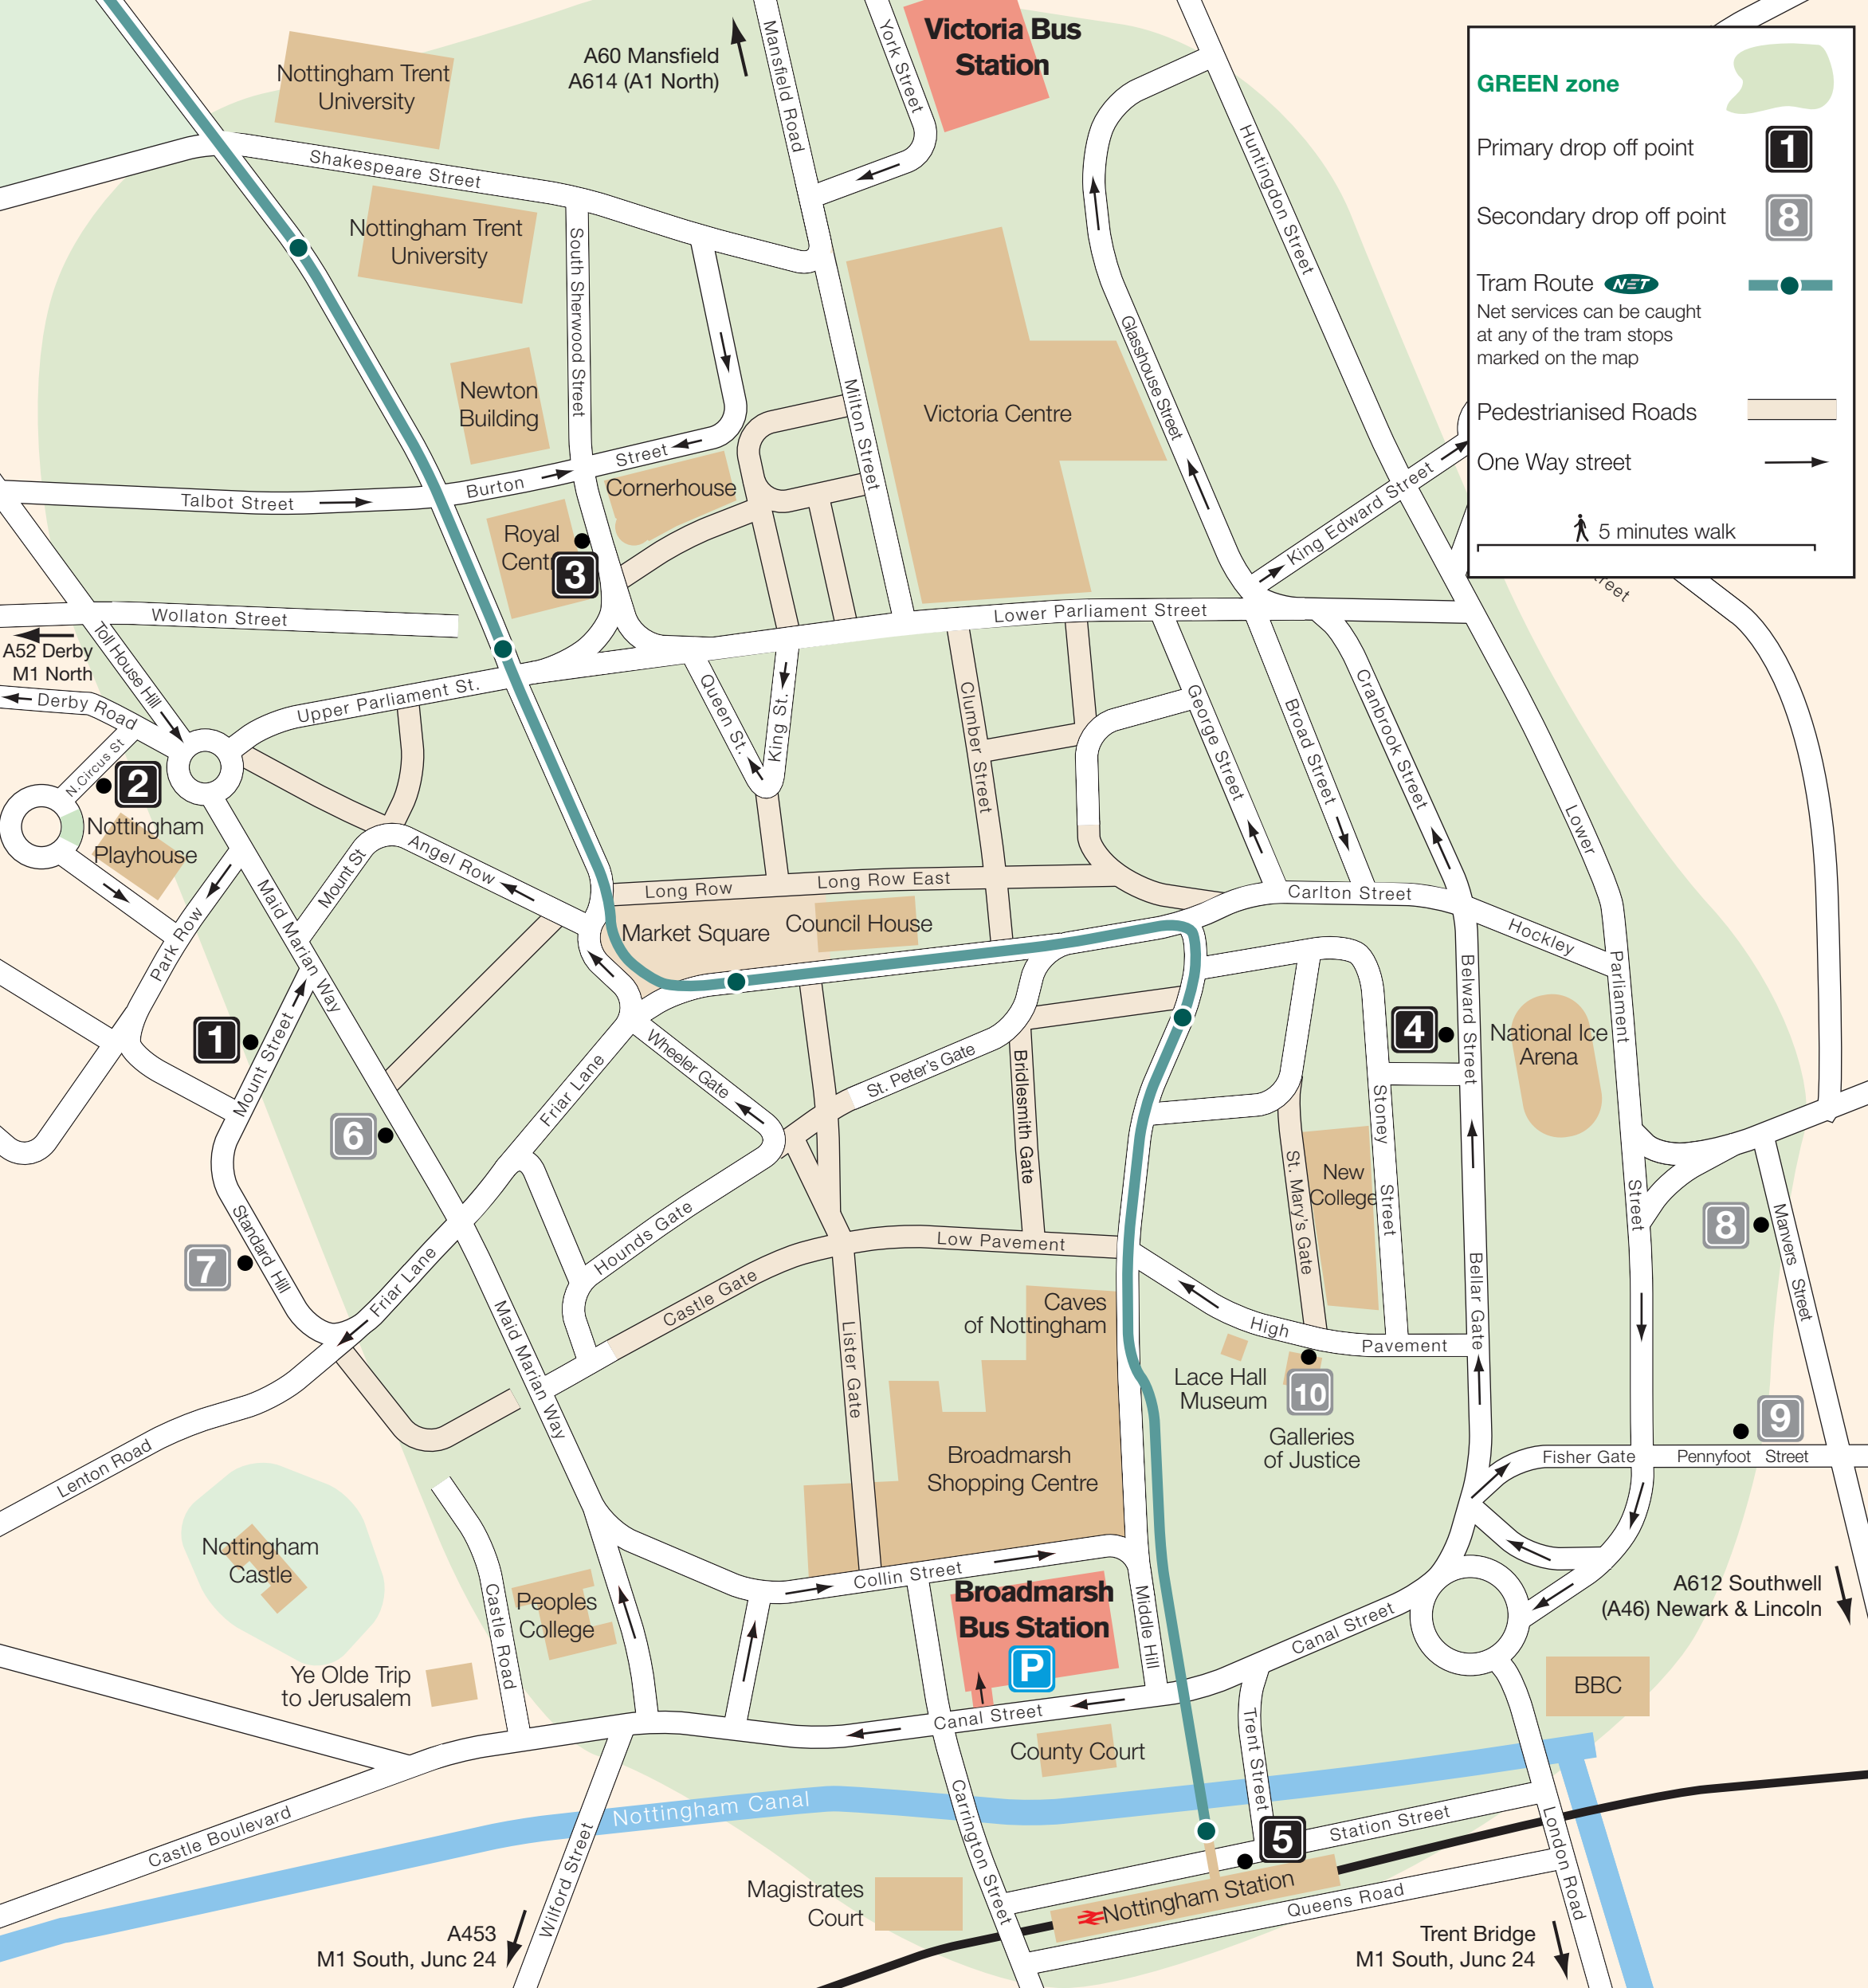 Victoria Bus
Station
A60 Mansfield
A614 (A1 North)
Mansfield Road
York Street
Nottingham Trent
University
Shakespeare Street
Nottingham Trent
University
South Sherwood Street
Huntingdon Street
Glasshouse Street
GREEN zone
Primary drop off point
1
Secondary drop off point
8
Tram Route NET
Net services can be caught
at any of the tram stops
marked on the map
Pedestrianised Roads
One Way street
5 minutes walk
reet
Newton
Building
Milton Street
Victoria Centre
Talbot Street
Burton
Street
Cornerhouse
Royal
Cent
3
King Edward Street
Wollaton Street
Lower Parliament Street
A52 Derby
M1 North
Toll House Hill
Derby Road
Upper Parliament St.
Queen St.
King St.
Clumber Street
George Street
Broad Street
Cranbrook Street
N.Circus St
2
Nottingham
Playhouse
Mount St
Angel Row
Long Row
Long Row East
Carlton Street
Lower
Parliament
Street
Market Square
Council House
Hockley
Park Row
Maid Marian Way
1
Mount Street
Wheeler Gate
Friar Lane
St. Peter's Gate
Bridlesmith Gate
4
Belward Street
National Ice
Arena
Stoney
Street
6
New
College
St. Mary's Gate
7
Standard Hill
Friar Lane
Hounds Gate
Castle Gate
Low Pavement
8
Manvers Street
Maid Marian Way
Lister Gate
Caves
of Nottingham
High
Pavement
Bellar Gate
Lace Hall
Museum
10
Galleries
of Justice
9
Lenton Road
Broadmarsh
Shopping Centre
Fisher Gate
Pennyfoot Street
Nottingham
Castle
Castle Road
Peoples
College
Collin Street
Broadmarsh
Bus Station
P
Middle Hill
Canal Street
A612 Southwell
(A46) Newark & Lincoln
Ye Olde Trip
to Jerusalem
Canal Street
BBC
County Court
Trent Street
Nottingham Canal
Castle Boulevard
Carrington Street
5
Station Street
Wilford Street
Magistrates
Court
Nottingham Station
Queens Road
London Road
A453
M1 South, Junc 24
Trent Bridge
M1 South, Junc 24